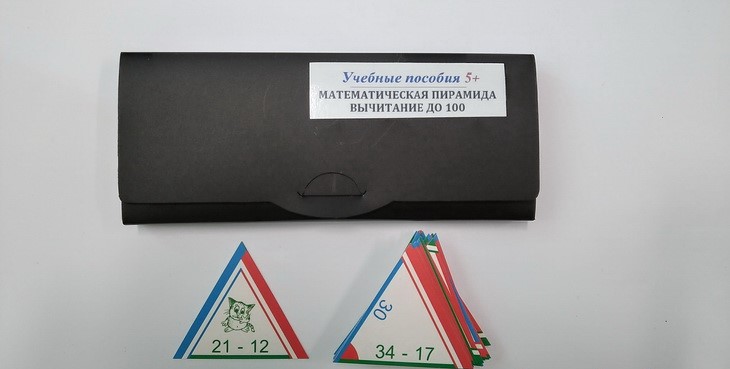 Учебные пособия 5+
МАТЕМАТИЧЕСКАЯ ПИРАМИДА
ВЫЧИТАНИЕ ДО 100
21 - 12
30
34 - 17